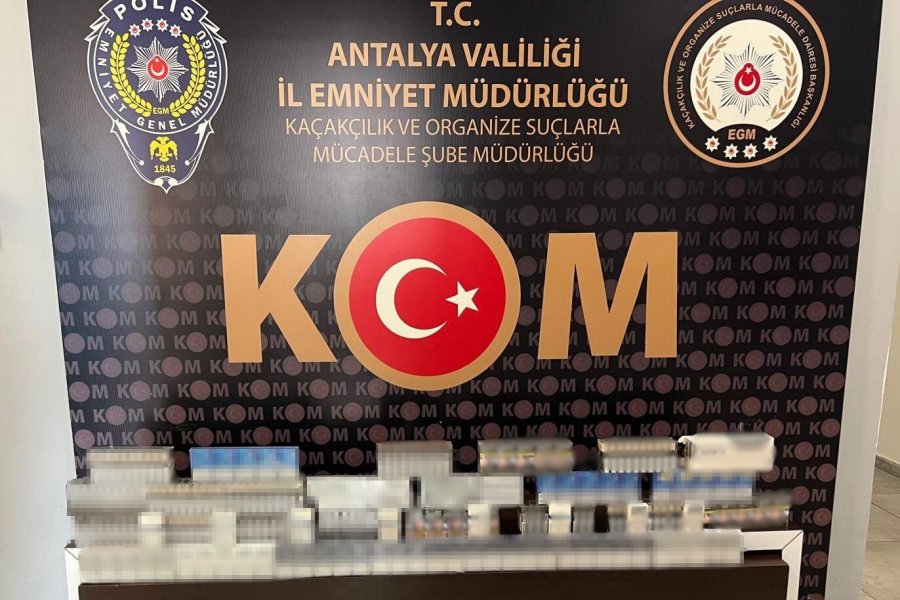 POLİS
EMNİYET GENEL MÜDÜRLÜĞÜ
EGM
1845
T.C.
ANTALYA VALİLİĞİ
İL EMNİYET MÜDÜRLÜĞÜ
KAÇAKÇILIK VE ORGANİZE SUÇLARLA
MÜCADELE ŞUBE MÜDÜRLÜĞÜ
KAÇAKÇILIK VE ORGANİZE SUÇLARLA MÜCADELE DAİRESİ BAŞKANLIĞI
EGM
KOM